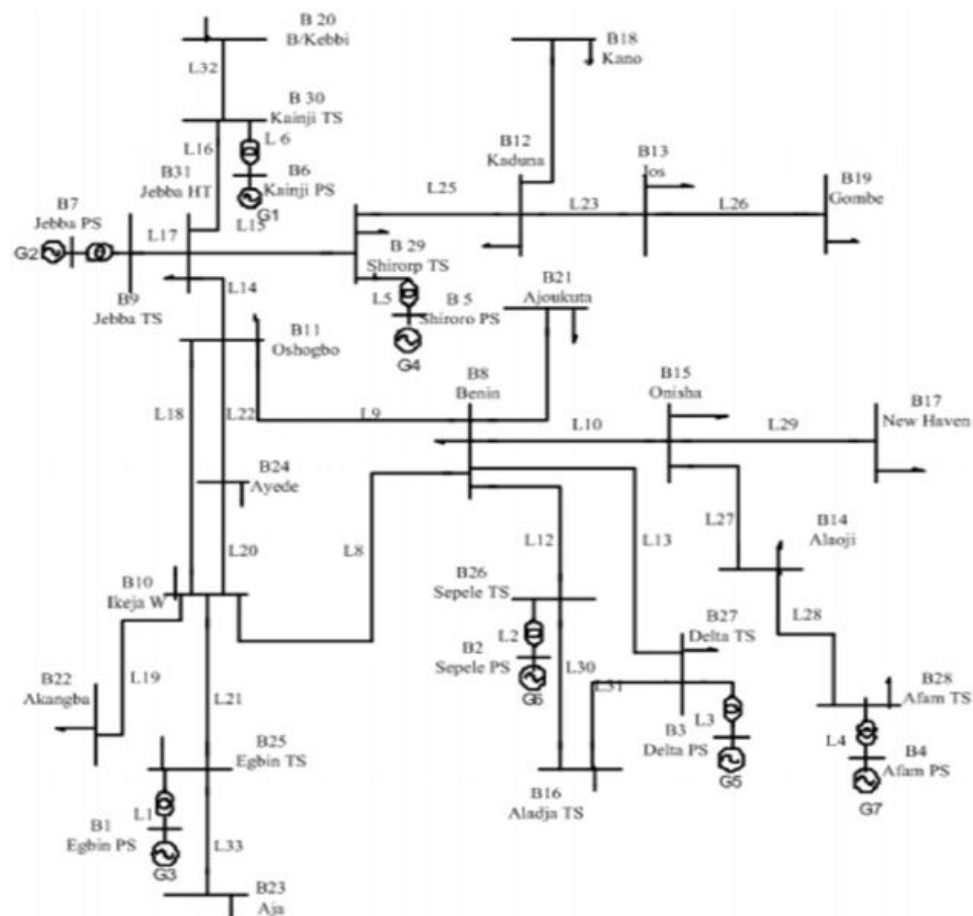 B 20
B/Kebbi
B18
Kano
L32
B 30
Kainji TS
L 6
L16
B12
Kaduna
B13
Jos
B31
Jebba HT
B6
Kainji PS
B19
Gombe
B7
Jebba PS
L25
L23
L26
G1
L15
L17
G2
B 29
Shirorp TS
B21
Ajoukuta
L14
B9
Jebba TS
L5
B 5
Shiroro PS
B11
Oshogbo
G4
B8
Benin
B15
Onisha
B17
New Haven
L18
L22
L9
L10
L29
B24
Ayede
L27
B14
Alaoji
L20
L8
L12
L13
B10
Ikeja W
B26
Sepele TS
B27
Delta TS
L28
L2
B2
Sepele PS
L30
B22
Akangba
L19
L31
B28
Afam TS
L21
G6
L3
B3
Delta PS
L4
B25
Egbin TS
B4
Afam PS
B16
Aladja TS
G5
L1
G7
B1
Egbin PS
L33
G3
B23
Aja